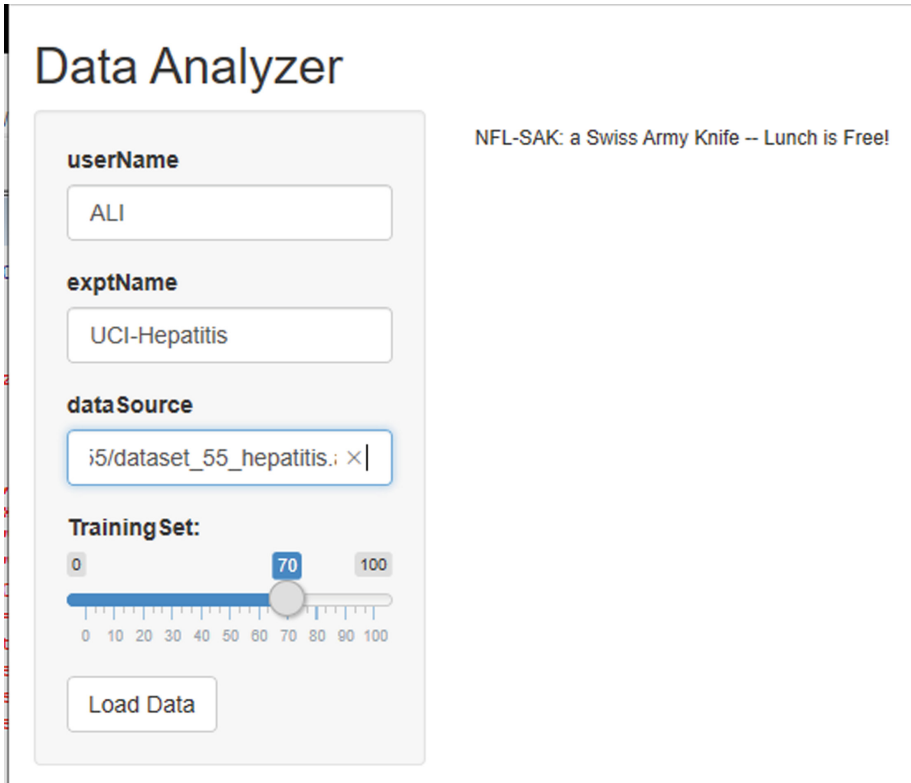 Data Analyzer
NFL-SAK: a Swiss Army Knife -- Lunch is Free!
userName
ALI
exptName
UCI-Hepatitis
dataSource
55/dataset_55_hepatitis.
TrainingSet:
0 70 100
0 10 20 30 40 50 60 70 80 90 100
Load Data